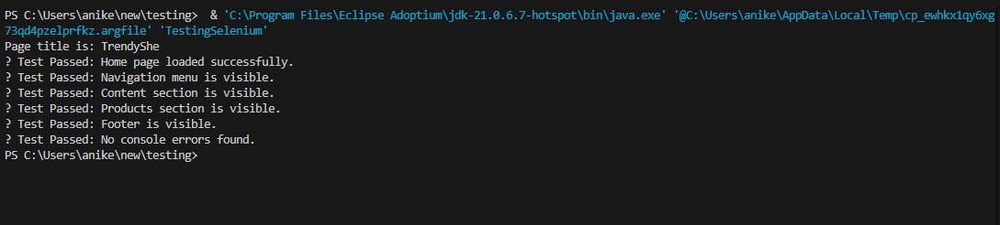 PS C:\Users\anike\new\testing>  & 'C:\Program Files\Eclipse Adoptium\jdk-21.0.6.7-hotspot\bin\java.exe' '@C:\Users\anike\AppData\Local\Temp\cp_ewhkx1qy6xg
73qd4pzelprfkz.argfile' 'TestingSelenium'
Page title is: TrendyShe
? Test Passed: Home page loaded successfully.
? Test Passed: Navigation menu is visible.
? Test Passed: Content section is visible.
? Test Passed: Products section is visible.
? Test Passed: Footer is visible.
? Test Passed: No console errors found.
PS C:\Users\anike\new\testing>